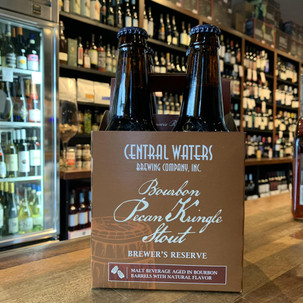 CENTRAL WATERS
BREWING COMPANY, INC.
Bourbon
Pecan Kringle
Stout
BREWER'S RESERVE
MALT BEVERAGE AGED IN BOURBON
BARRELS WITH NATURAL FLAVOR